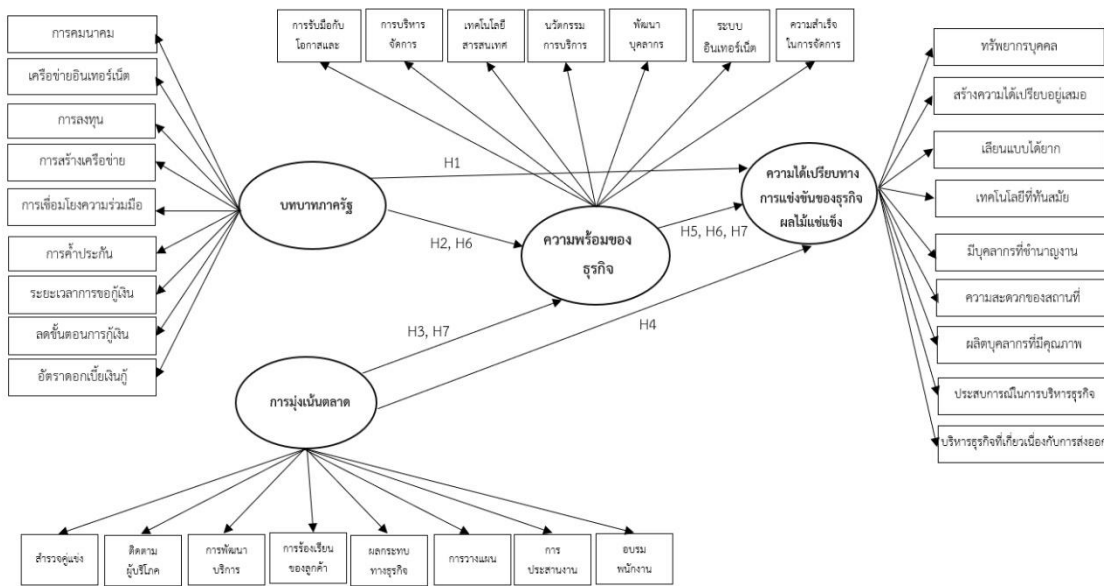 การคมนาคม
เครือข่ายอินเทอร์เน็ต
การลงทุน
การสร้างเครือข่าย
การเชื่อมโยงความร่วมมือ
การค้ำประกัน
ระยะเวลาการขอกู้เงิน
ลดขั้นตอนการกู้เงิน
อัตราดอกเบี้ยเงินกู้
การรับมือกับ
โอกาสและ
การบริหาร
จัดการ
เทคโนโลยี
สารสนเทศ
นวัตกรรม
การบริการ
พัฒนา
บุคลากร
ระบบ
อินเทอร์เน็ต
ความสำเร็จ
ในการจัดการ
ทรัพยากรบุคคล
สร้างความได้เปรียบอยู่เสมอ
เลียนแบบได้ยาก
เทคโนโลยีที่ทันสมัย
มีบุคลากรที่ชำนาญงาน
ความสะดวกของสถานที่
ผลิตบุคลากรที่มีคุณภาพ
ประสบการณ์ในการบริหารธุรกิจ
บริหารธุรกิจที่เกี่ยวเนื่องกับการส่งออก
บทบาทภาครัฐ
H1
H2, H6
ความพร้อมของ
ธุรกิจ
H5, H6, H7
ความได้เปรียบทาง
การแข่งขันของธุรกิจ
ผลไม้แช่แข็ง
H3, H7
H4
การมุ่งเน้นตลาด
สำรวจคู่แข่ง
ติดตาม
ผู้บริโภค
การพัฒนา
บริการ
การร้องเรียน
ของลูกค้า
ผลกระทบ
ทางธุรกิจ
การวางแผน
การ
ประสานงาน
อบรม
พนักงาน